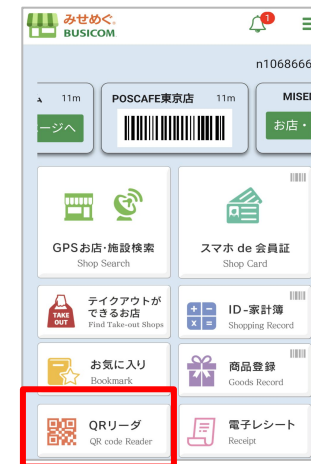 みせめぐ。
BUSICOM
1
n1068666
11m
POSCAFE東京店 11m
MISE
ージへ
お店・
GPSお店・施設検索
Shop Search
スマホ de 会員証
Shop Card
TAKE OUT
テイクアウトが
できるお店
Find Take-out Shops
ID-家計簿
Shopping Record
お気に入り
Bookmark
商品登録
Goods Record
QRリーダ
QR code Reader
電子レシート
Receipt